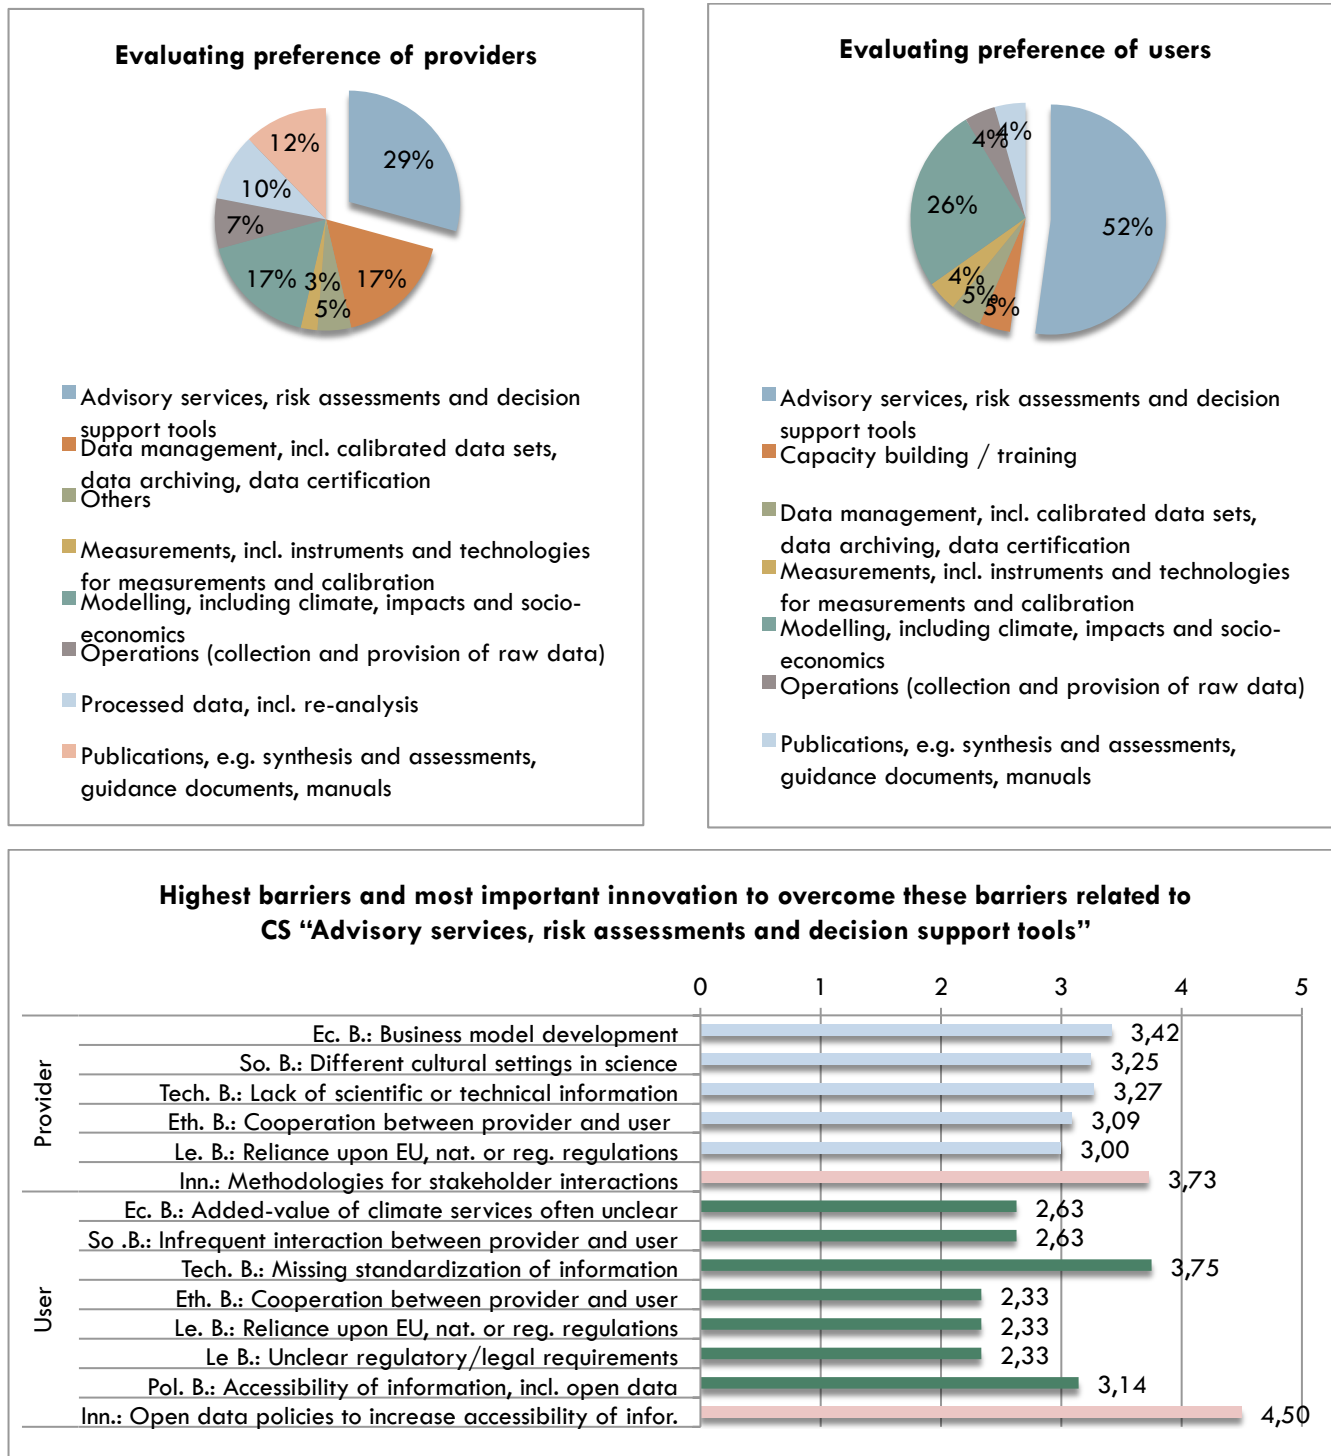 Evaluating preference of providers
12%
29%
10%
7%
17%
3%
5%
17%
Advisory services, risk assessments and decision
support tools
Data management, incl. calibrated data sets,
data archiving, data certification
Others
Measurements, incl. instruments and technologies
for measurements and calibration
Modelling, including climate, impacts and socio-
economics
Operations (collection and provision of raw data)
Processed data, incl. re-analysis
Publications, e.g. synthesis and assessments,
guidance documents, manuals
Evaluating preference of users
4%
4%
26%
52%
4%
5%
5%
Advisory services, risk assessments and decision
support tools
Capacity building / training
Data management, incl. calibrated data sets,
data archiving, data certification
Measurements, incl. instruments and technologies
for measurements and calibration
Modelling, including climate, impacts and socio-
economics
Operations (collection and provision of raw data)
Publications, e.g. synthesis and assessments,
guidance documents, manuals
Highest barriers and most important innovation to overcome these barriers related to
CS “Advisory services, risk assessments and decision support tools”
0 1 2 3 4 5
Provider
Ec. B.: Business model development 3,42
So. B.: Different cultural settings in science 3,25
Tech. B.: Lack of scientific or technical information 3,27
Eth. B.: Cooperation between provider and user 3,09
Le. B.: Reliance upon EU, nat. or reg. regulations 3,00
Inn.: Methodologies for stakeholder interactions 3,73
User
Ec. B.: Added-value of climate services often unclear 2,63
So .B.: Infrequent interaction between provider and user 2,63
Tech. B.: Missing standardization of information 3,75
Eth. B.: Cooperation between provider and user 2,33
Le. B.: Reliance upon EU, nat. or reg. regulations 2,33
Le B.: Unclear regulatory/legal requirements 2,33
Pol. B.: Accessibility of information, incl. open data 3,14
Inn.: Open data policies to increase accessibility of infor. 4,50